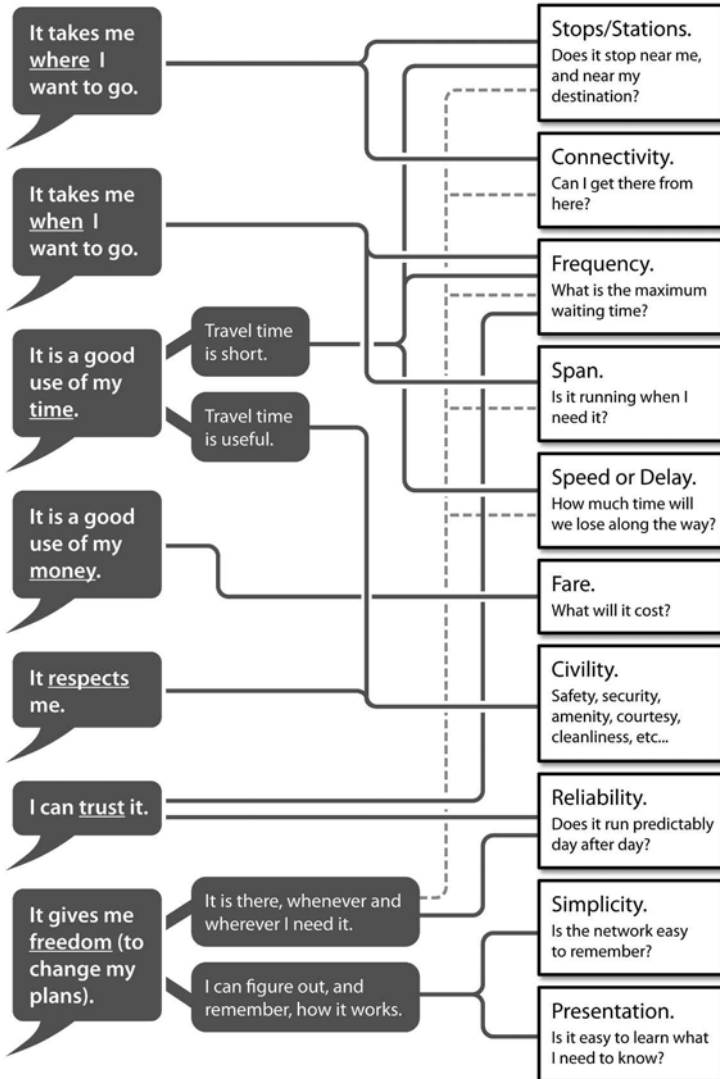 It takes me
where I
want to go.
It takes me
when I
want to go.
It is a good
use of my
time.
Travel time
is short.
Travel time
is useful.
It is a good
use of my
money.
It respects
me.
I can trust it.
It gives me
freedom (to
change my
plans).
It is there, whenever and
wherever I need it.
I can figure out, and
remember, how it works.
Stops/Stations.
Does it stop near me,
and near my
destination?
Connectivity.
Can I get there from
here?
Frequency.
What is the maximum
waiting time?
Span.
Is it running when I
need it?
Speed or Delay.
How much time will
we lose along the way?
Fare.
What will it cost?
Civility.
Safety, security,
amenity, courtesy,
cleanliness, etc...
Reliability.
Does it run predictably
day after day?
Simplicity.
Is the network easy
to remember?
Presentation.
Is it easy to learn what
I need to know?